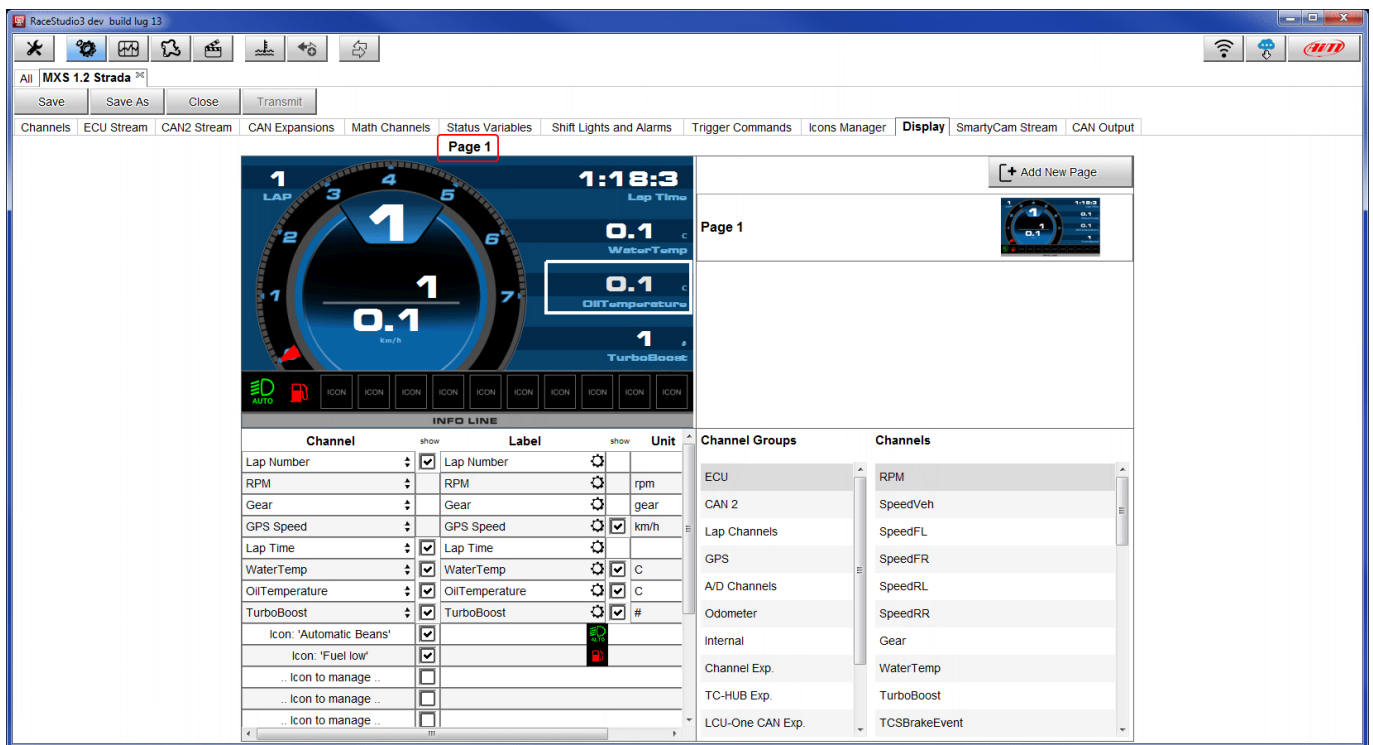 RaceStudio3 dev build lug 13
AiM
All MXS 1.2 Strada
Save Save As Close Transmit
Channels ECU Stream CAN2 Stream CAN Expansions Math Channels Status Variables Shift Lights and Alarms Trigger Commands Icons Manager Display SmartyCam Stream CAN Output
Page 1
1
LAP
1 2 3 4 5 6 7
1
1
0.1
km/h
1:18:3
Lap Time
0.1 C
WaterTemp
0.1 C
OilTemperature
1
TurboBoost
AUTO ICON ICON ICON ICON ICON ICON ICON ICON ICON ICON
INFO LINE
Add New Page
Page 1
Channel show Label show Unit
Lap Number Lap Number
RPM RPM rpm
Gear Gear gear
GPS Speed GPS Speed km/h
Lap Time Lap Time
WaterTemp WaterTemp C
OilTemperature OilTemperature C
TurboBoost TurboBoost #
Icon: 'Automatic Beans' AUTO
Icon: 'Fuel low'
.. Icon to manage ..
.. Icon to manage ..
.. Icon to manage ..
Channel Groups
ECU
CAN 2
Lap Channels
GPS
A/D Channels
Odometer
Internal
Channel Exp.
TC-HUB Exp.
LCU-One CAN Exp.
Channels
RPM
SpeedVeh
SpeedFL
SpeedFR
SpeedRL
SpeedRR
Gear
WaterTemp
TurboBoost
TCSBrakeEvent